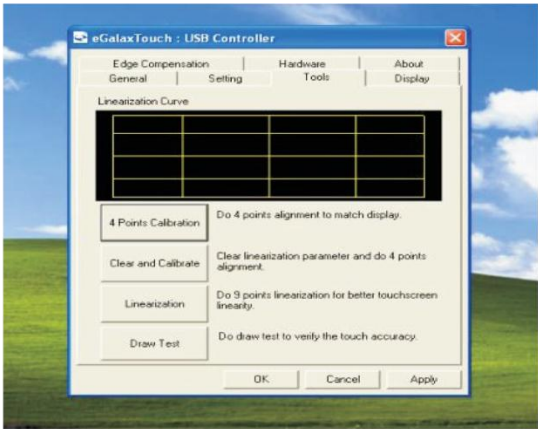 eGalaxTouch : USB Controller
Edge Compensation Hardware About
General Setting Tools Display
Linearization Curve
4 Points Calibration
Do 4 points alignment to match display.
Clear and Calibrate
Clear linearization parameter and do 4 points
alignment.
Linearization
Do 9 points linearization for better touchscreen
linearity.
Draw Test
Do draw test to verify the touch accuracy.
OK Cancel Apply